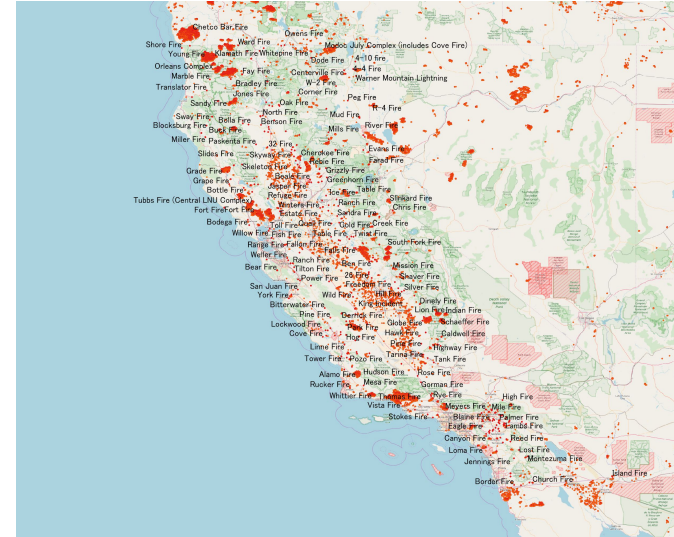 Chetco Bar Fire
Owens Fire
Shore Fire
Ward Fire
Modoc July Complex (includes Cove Fire)
Young Fire
Klamath Fire
Whitepine Fire
Dode Fire
4-10 fire
Orleans Complex
4-4 Fire
Marble Fire
Fay Fire
Centerville Fire
Warner Mountain Lightning
Translator Fire
Bradley Fire
W-2 Fire
Jones Fire
Corner Fire
Peg Fire
Sandy Fire
Oak Fire
R-4 Fire
Sway Fire
Bella Fire
North Fire
Mud Fire
Blocksburg Fire
Buck Fire
Benson Fire
Mills Fire
River Fire
Miller Fire
Paskenta Fire
32 Fire
Evans Fire
Slides Fire
Skyway Fire
Cherokee Fire
Farad Fire
Skeleton Fire
Robie Fire
Grade Fire
Grizzly Fire
Grape Fire
Beale Fire
Greenhorn Fire
Bottle Fire
Jasper Fire
Ice Fire
Table Fire
Tubbs Fire (Central LNU Complex)
Refuge Fire
Slinkard Fire
Winters Fire
Ranch Fire
Chris Fire
Fort Fire
Fort Fire
Estate Fire
Sandra Fire
Bodega Fire
Toll Fire
Quail Fire
Gold Fire
Creek Fire
Willow Fire
Fish Fire
Table Fire
Twist Fire
Range Fire
Fallon Fire
South Fork Fire
Weller Fire
Falls Fire
Bear Fire
Ranch Fire
Ben Fire
Mission Fire
Tilton Fire
Power Fire
26 Fire
Shaver Fire
San Juan Fire
Freedom Fire
Silver Fire
York Fire
Wild Fire
Hill Fire
Bitterwater Fire
King Incident
Dinely Fire
Pine Fire
Derrick Fire
Lion Fire
Indian Fire
Lockwood Fire
Park Fire
Globe Fire
Schaeffer Fire
Cove Fire
Hog Fire
Hawk Fire
Caldwell Fire
Lime Fire
Highway Fire
Tower Fire
Pozo Fire
Tarina Fire
Tank Fire
Alamo Fire
Hudson Fire
Rose Fire
Rucker Fire
Mesa Fire
Gorman Fire
Whittier Fire
Thomas Fire
Rye Fire
High Fire
Vista Fire
Meyers Fire
Mile Fire
Stokes Fire
Blaine Fire
Palmer Fire
Eagle Fire
Lambs Fire
Canyon Fire
Reed Fire
Loma Fire
Lost Fire
Jennings Fire
Montezuma Fire
Island Fire
Border Fire
Church Fire